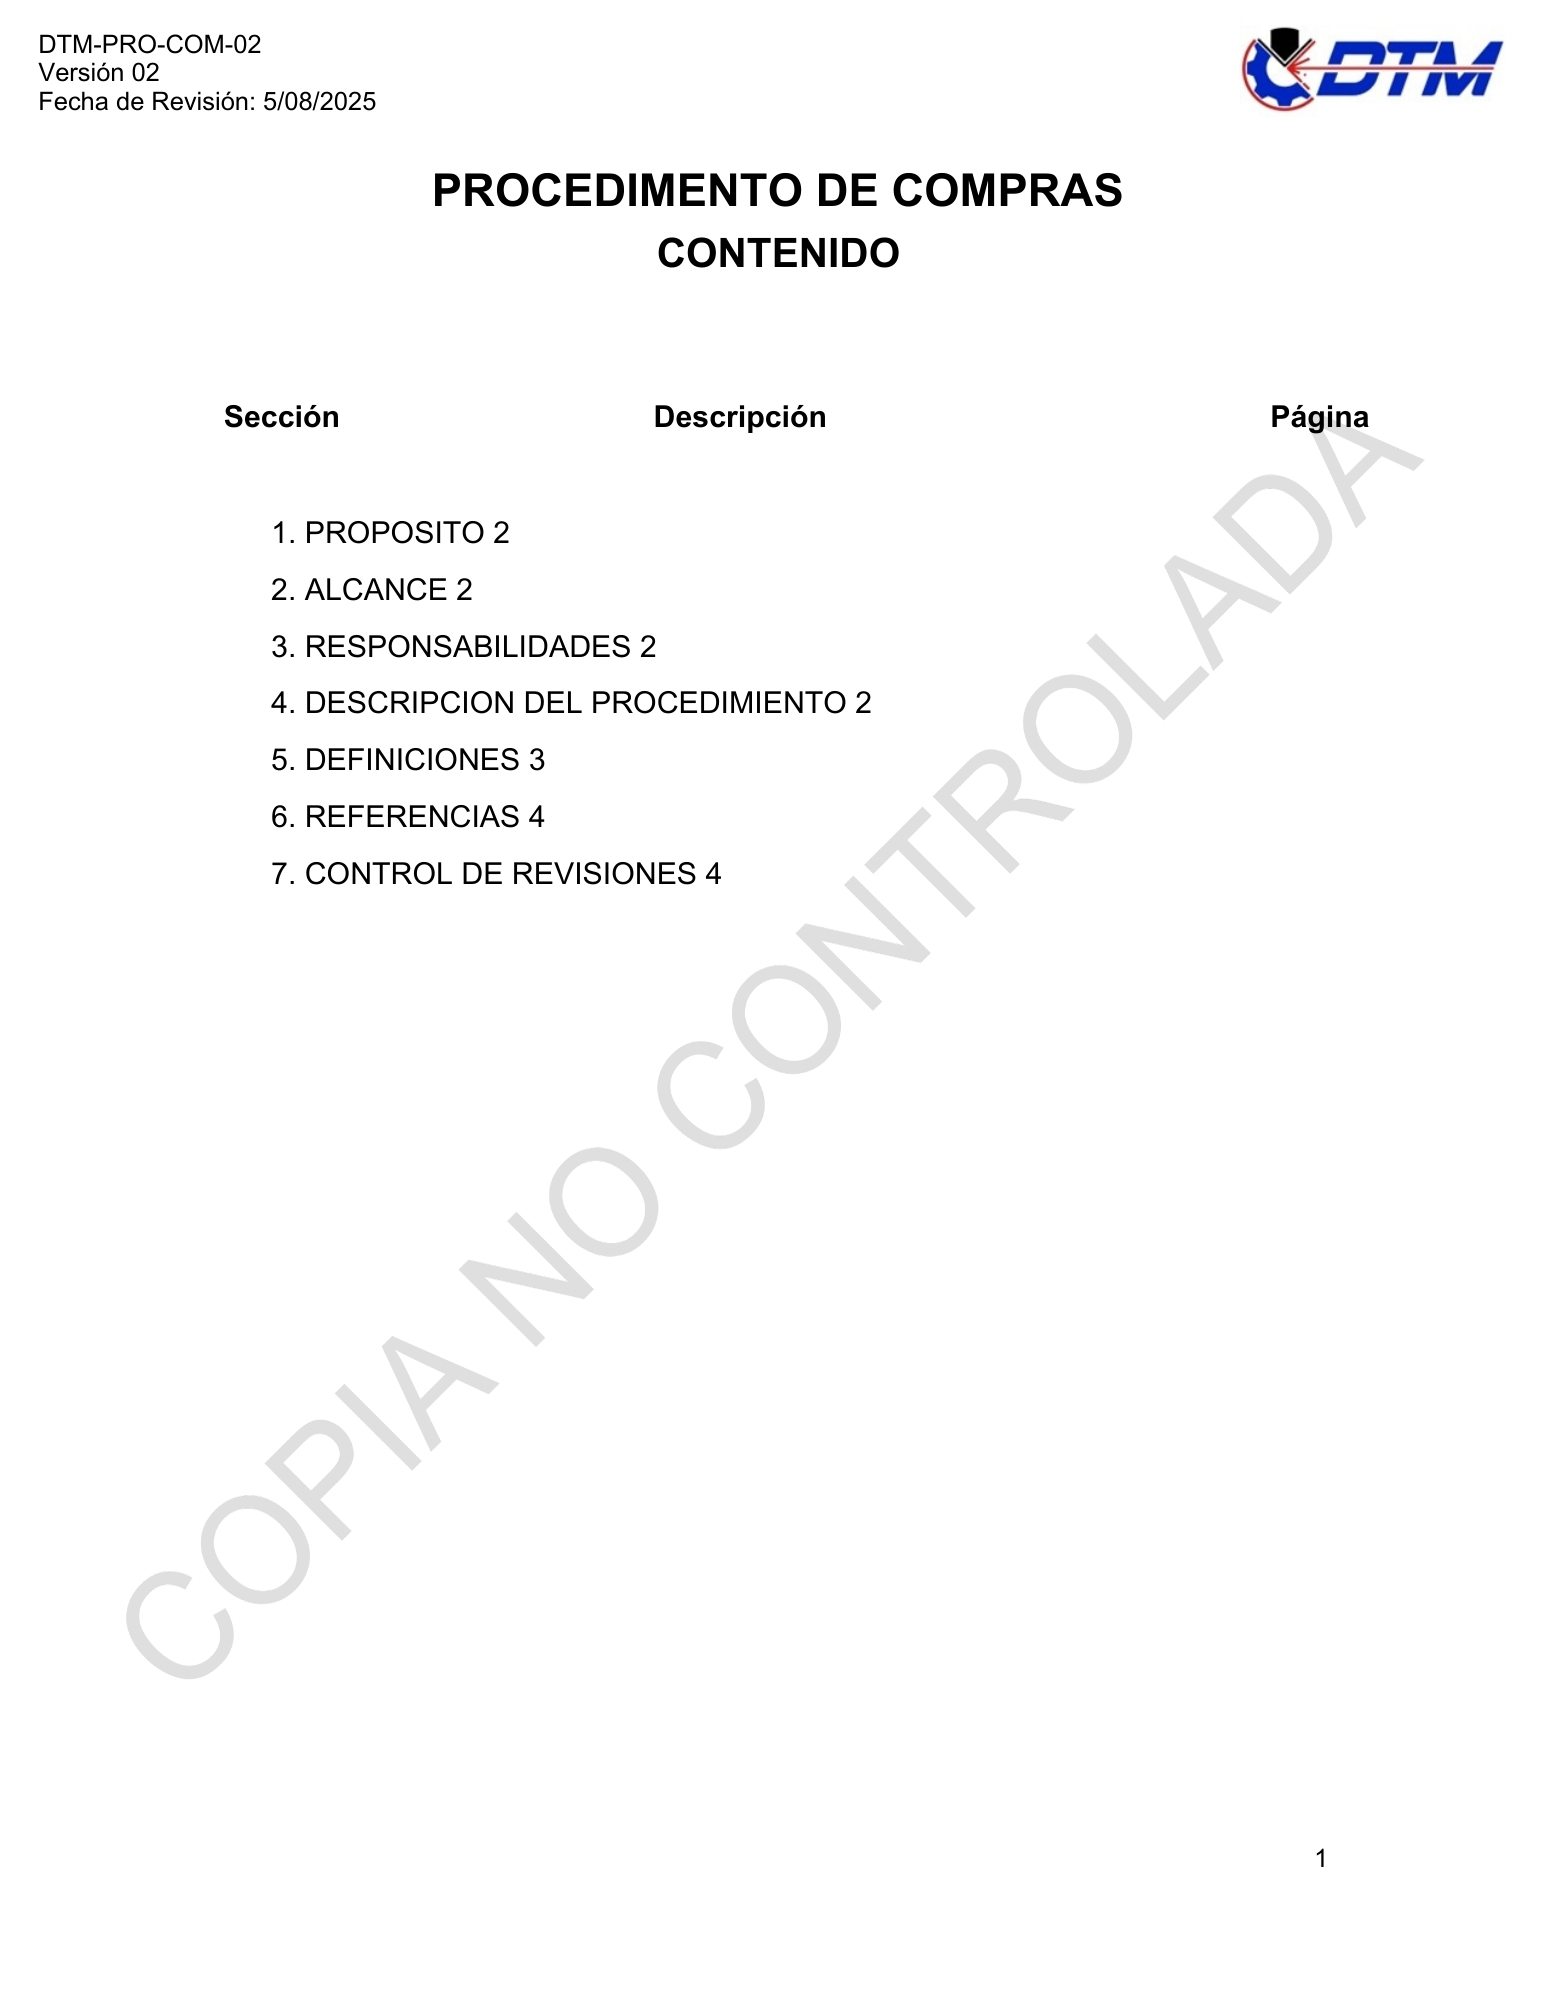 DTM-PRO-COM-02
Versión 02
Fecha de Revisión: 5/08/2025
DTM
PROCEDIMENTO DE COMPRAS
CONTENIDO
Sección Descripción Página
1. PROPOSITO 2
2. ALCANCE 2
3. RESPONSABILIDADES 2
4. DESCRIPCION DEL PROCEDIMIENTO 2
5. DEFINICIONES 3
6. REFERENCIAS 4
7. CONTROL DE REVISIONES 4
COPIA NO CONTROLADA
1